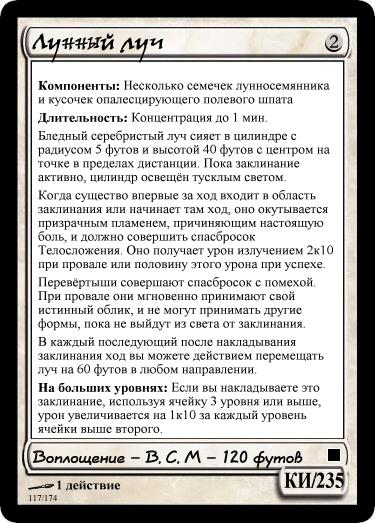 Лунный луч
2
Компоненты: Несколько семечек лунносемянника
и кусочек опалесцирующего полевого шпата
Длительность: Концентрация до 1 мин.
Бледный серебристый луч сияет в цилиндре с
радиусом 5 футов и высотой 40 футов с центром на
точке в пределах дистанции. Пока заклинание
активно, цилиндр освещён тусклым светом.
Когда существо впервые за ход входит в область
заклинания или начинает там ход, оно окутывается
призрачным пламенем, причиняющим настоящую
боль, и должно совершить спасбросок
Телосложения. Оно получает урон излучением 2к10
при провале или половину этого урона при успехе.
Перевёртыши совершают спасбросок с помехой.
При провале они мгновенно принимают свой
истинный облик, и не могут принимать другие
формы, пока не выйдут из света от заклинания.
В каждый последующий после накладывания
заклинания ход вы можете действием перемещать
луч на 60 футов в любом направлении.
На больших уровнях: Если вы накладываете это
заклинание, используя ячейку 3 уровня или выше,
урон увеличивается на 1к10 за каждый уровень
ячейки выше второго.
Воплощение – В, С, М – 120 футов
КИ/235
1 действие
117/174